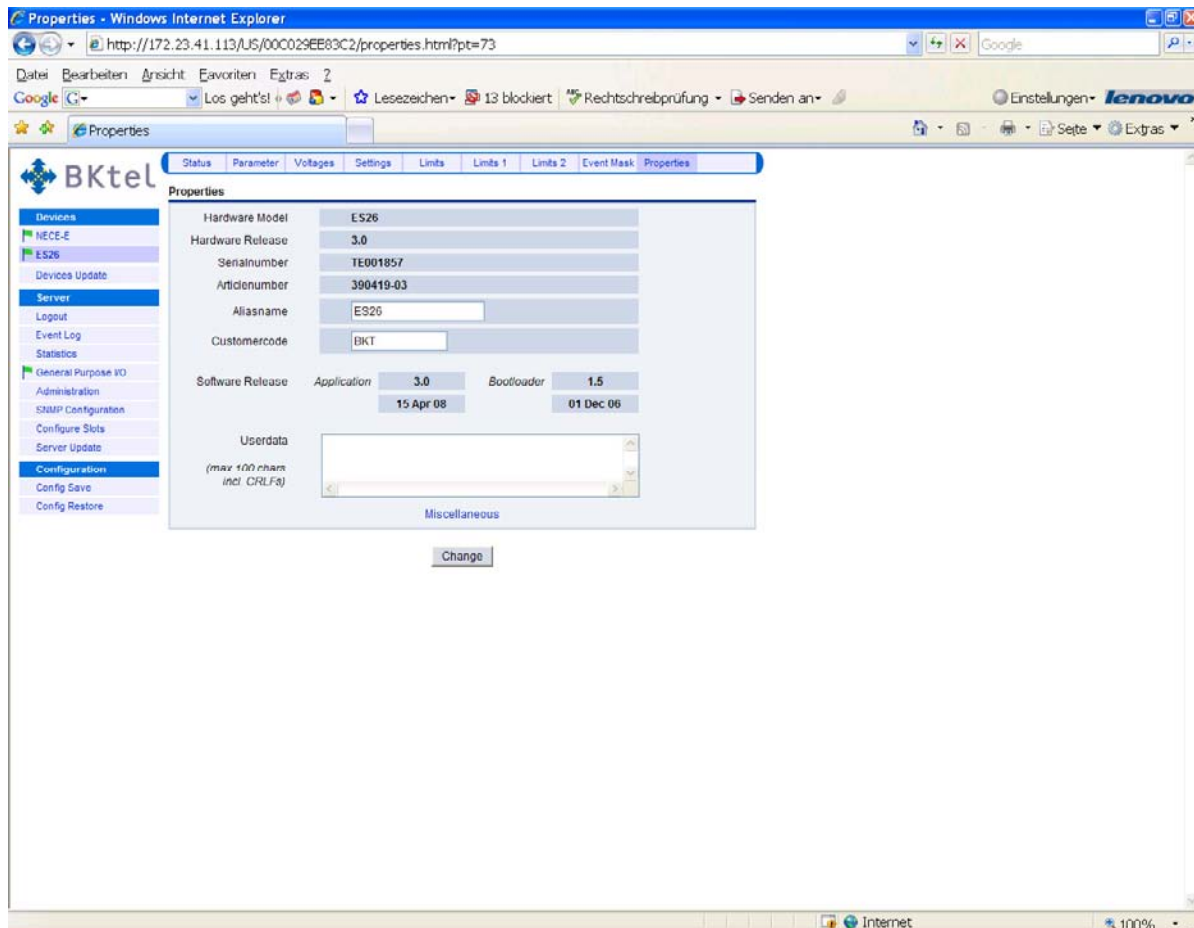 Properties - Windows Internet Explorer
http://172.23.41.113/US/00C029EE83C2/properties.html?pt=73
Google
Datei Bearbeiten Ansicht Favoriten Extras ?
Google G Los geht's! Lesezeichen 13 blockiert Rechtschreibprüfung Senden an Einstellungen lenovo
Properties Seite Extras
BKtel
Status Parameter Voltages Settings Limits Limits 1 Limits 2 Event Mask Properties
Properties
Devices
NECE-E
ES26
Devices Update
Server
Logout
Event Log
Statistics
General Purpose I/O
Administration
SNMP Configuration
Configure Slots
Server Update
Configuration
Config Save
Config Restore
Hardware Model ES26
Hardware Release 3.0
Serialnumber TE001857
Articlenumber 390419-03
Aliasname ES26
Customercode BKT
Software Release Application 3.0 Bootloader 1.5
15 Apr 08 01 Dec 06
Userdata
(max 100 chars
incl. CRLFs)
Miscellaneous
Change
Internet 100%